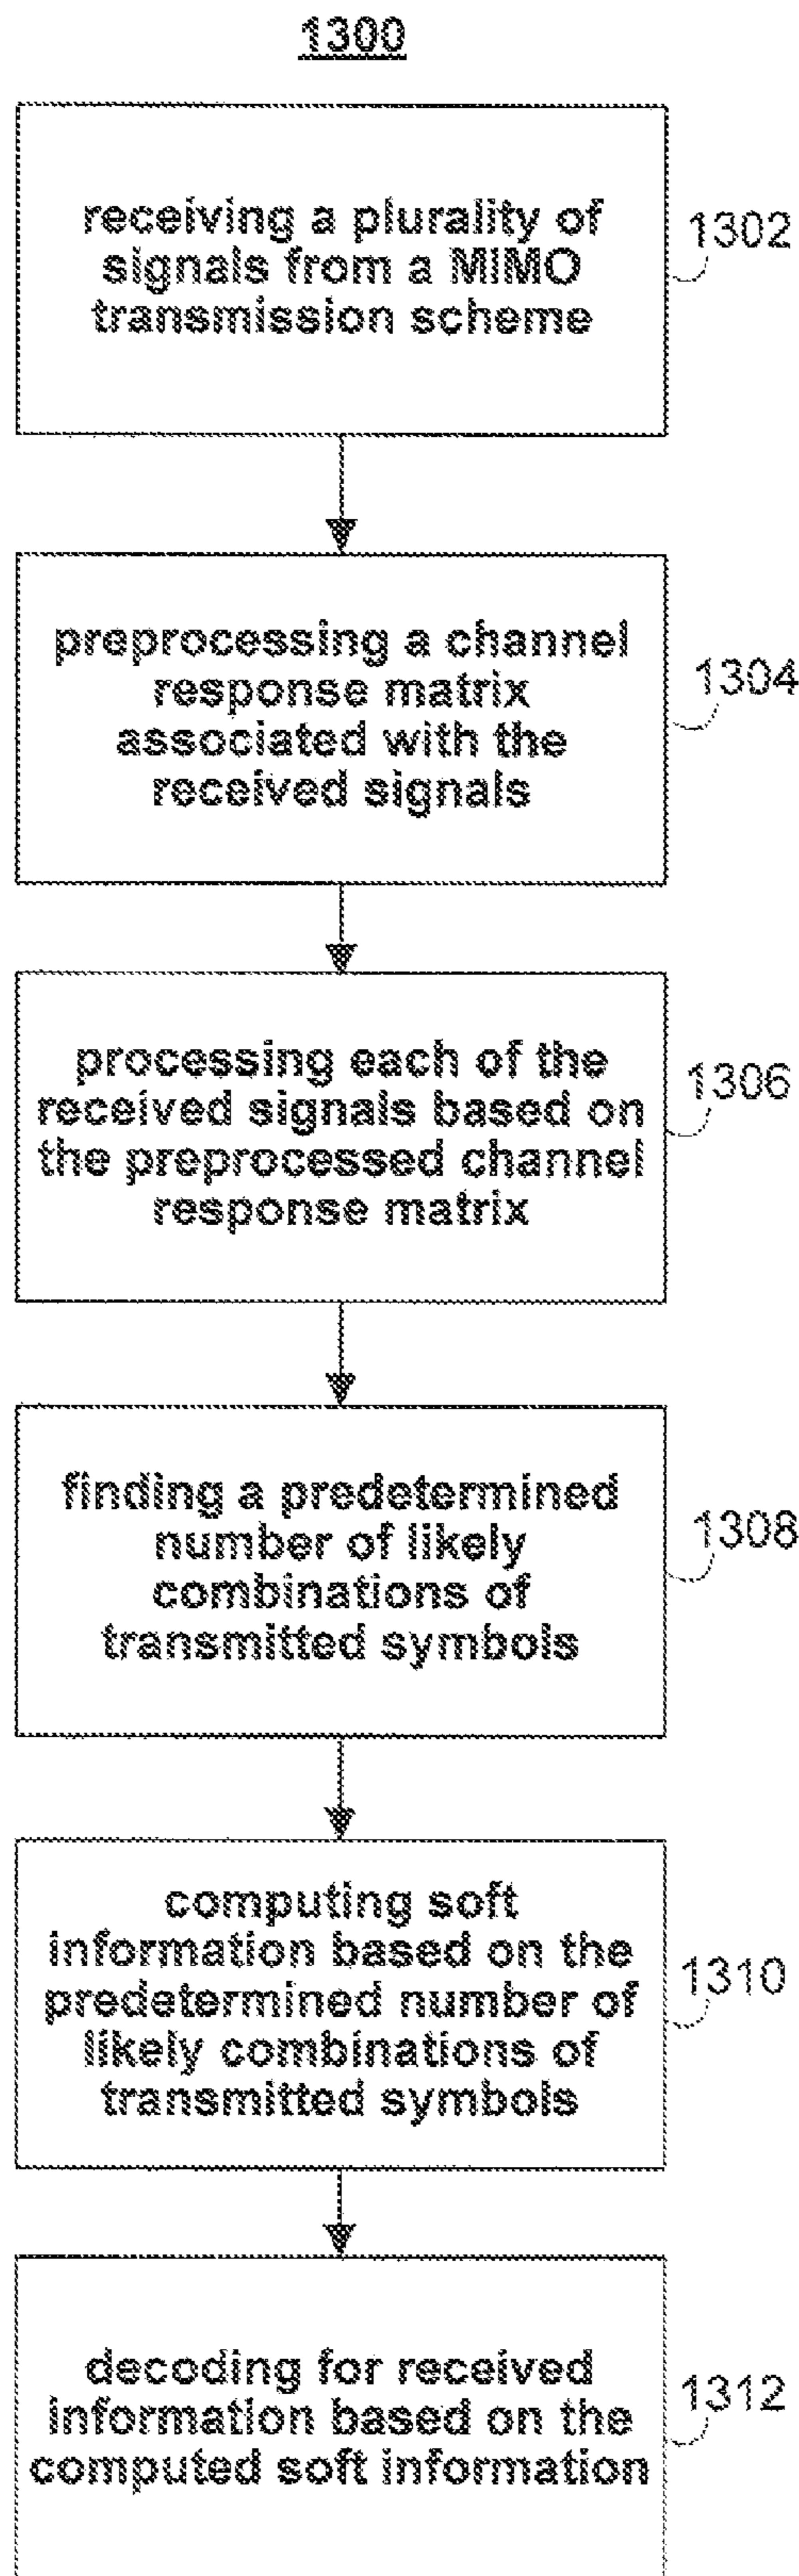 1300
receiving a plurality of
signals from a MIMO
transmission scheme
1302
preprocessing a channel
response matrix
associated with the
received signals
1304
processing each of the
received signals based on
the preprocessed channel
response matrix
1306
finding a predetermined
number of likely
combinations of
transmitted symbols
1308
computing soft
information based on the
predetermined number of
likely combinations of
transmitted symbols
1310
decoding for received
information based on the
computed soft information
1312